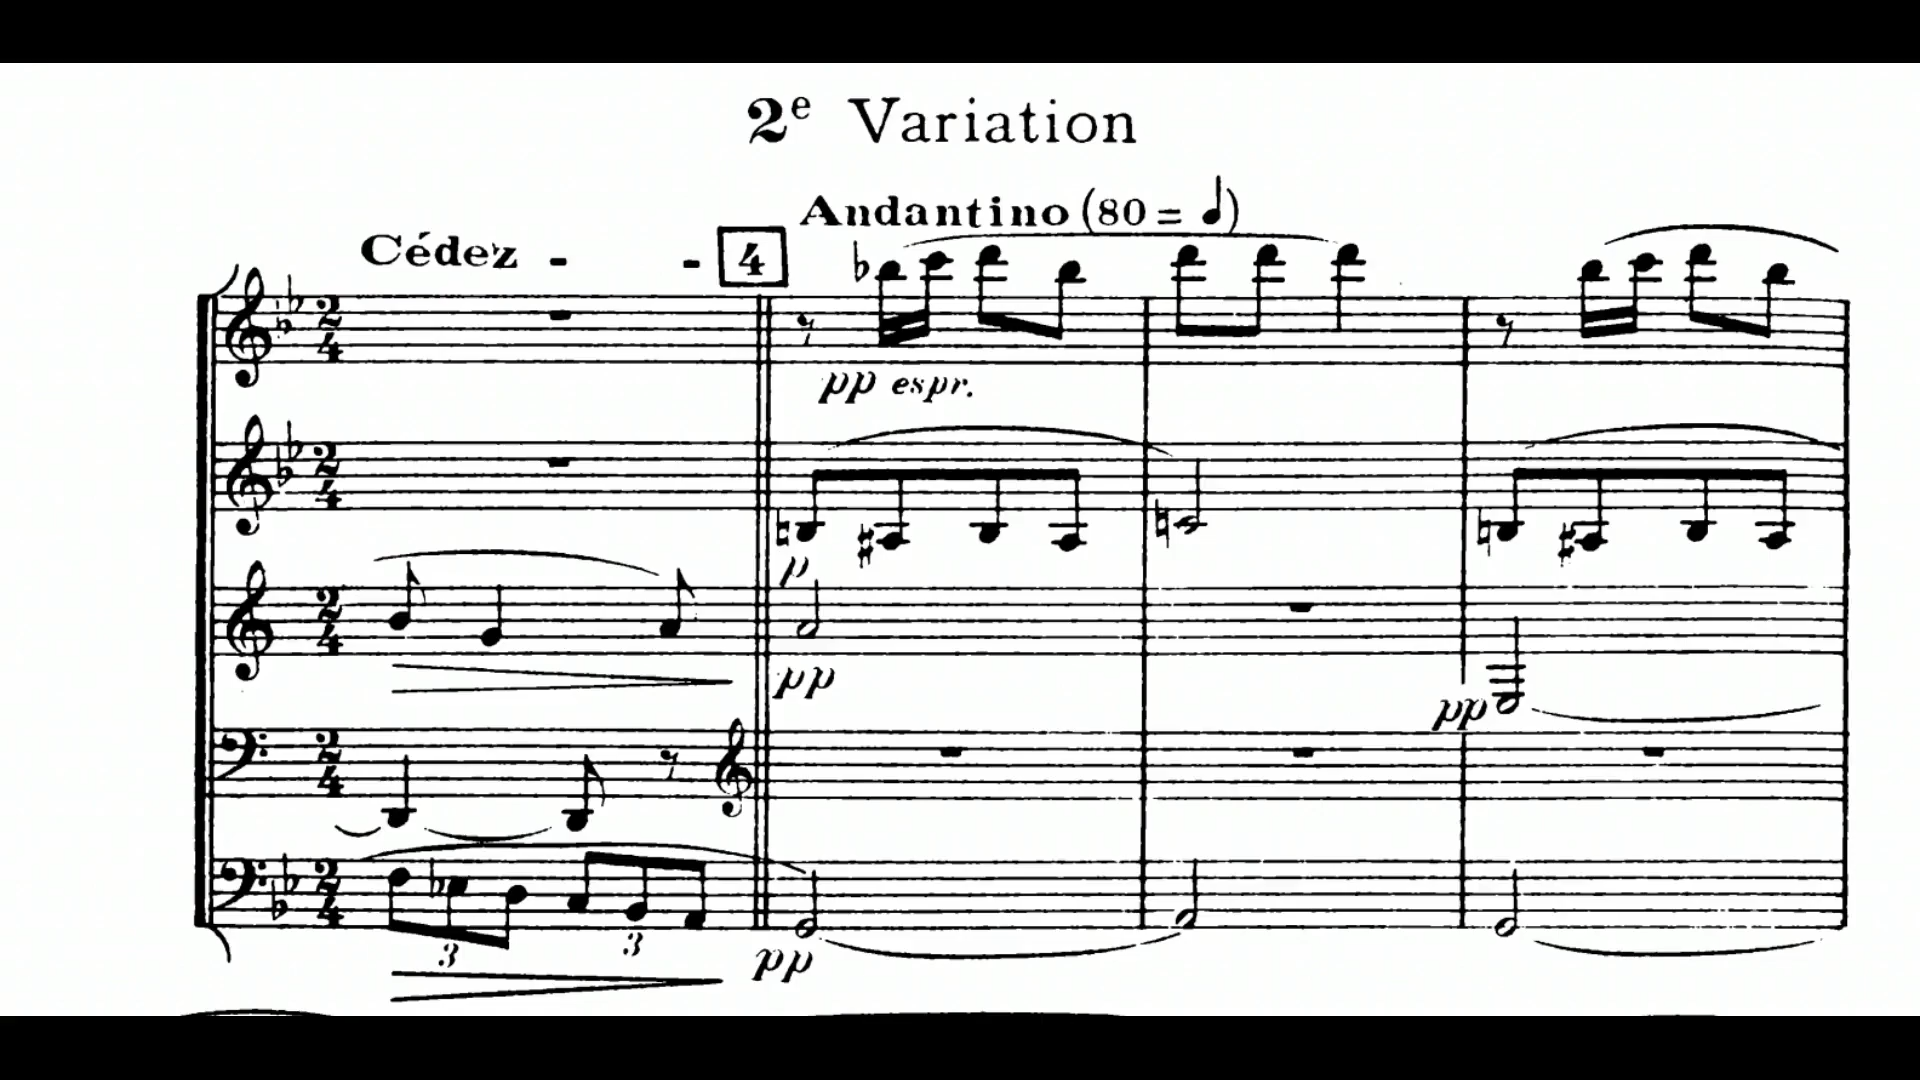 2e Variation
Andantino (80 = ♩)
Cédez - - 4
pp espr.
p
pp
pp
3 3
pp